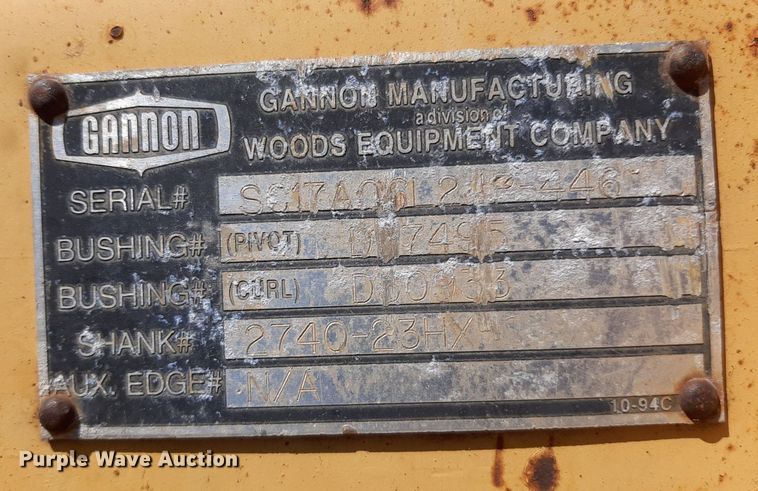 GANNON
GANNON MANUFACTURING
a division of
WOODS EQUIPMENT COMPANY
SERIAL#
BUSHING# (PIVOT)
BUSHING# (CURL)
SHANK# 2740-23HX4
AUX. EDGE# N/A
10-94C
Purple Wave Auction